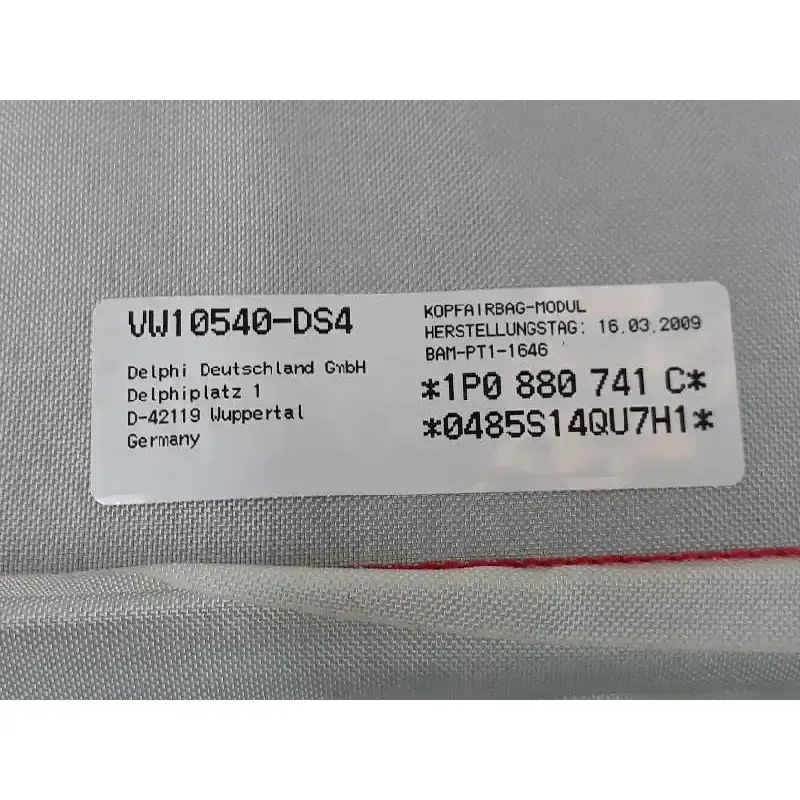 VW10540-DS4
Delphi Deutschland GmbH
Delphiplatz 1
D-42119 Wuppertal
Germany
KOPFAIRBAG-MODUL
HERSTELLUNGSTAG: 16.03.2009
BAM-PT1-1646
*1P0 880 741 C*
*0485S14QU7H1*